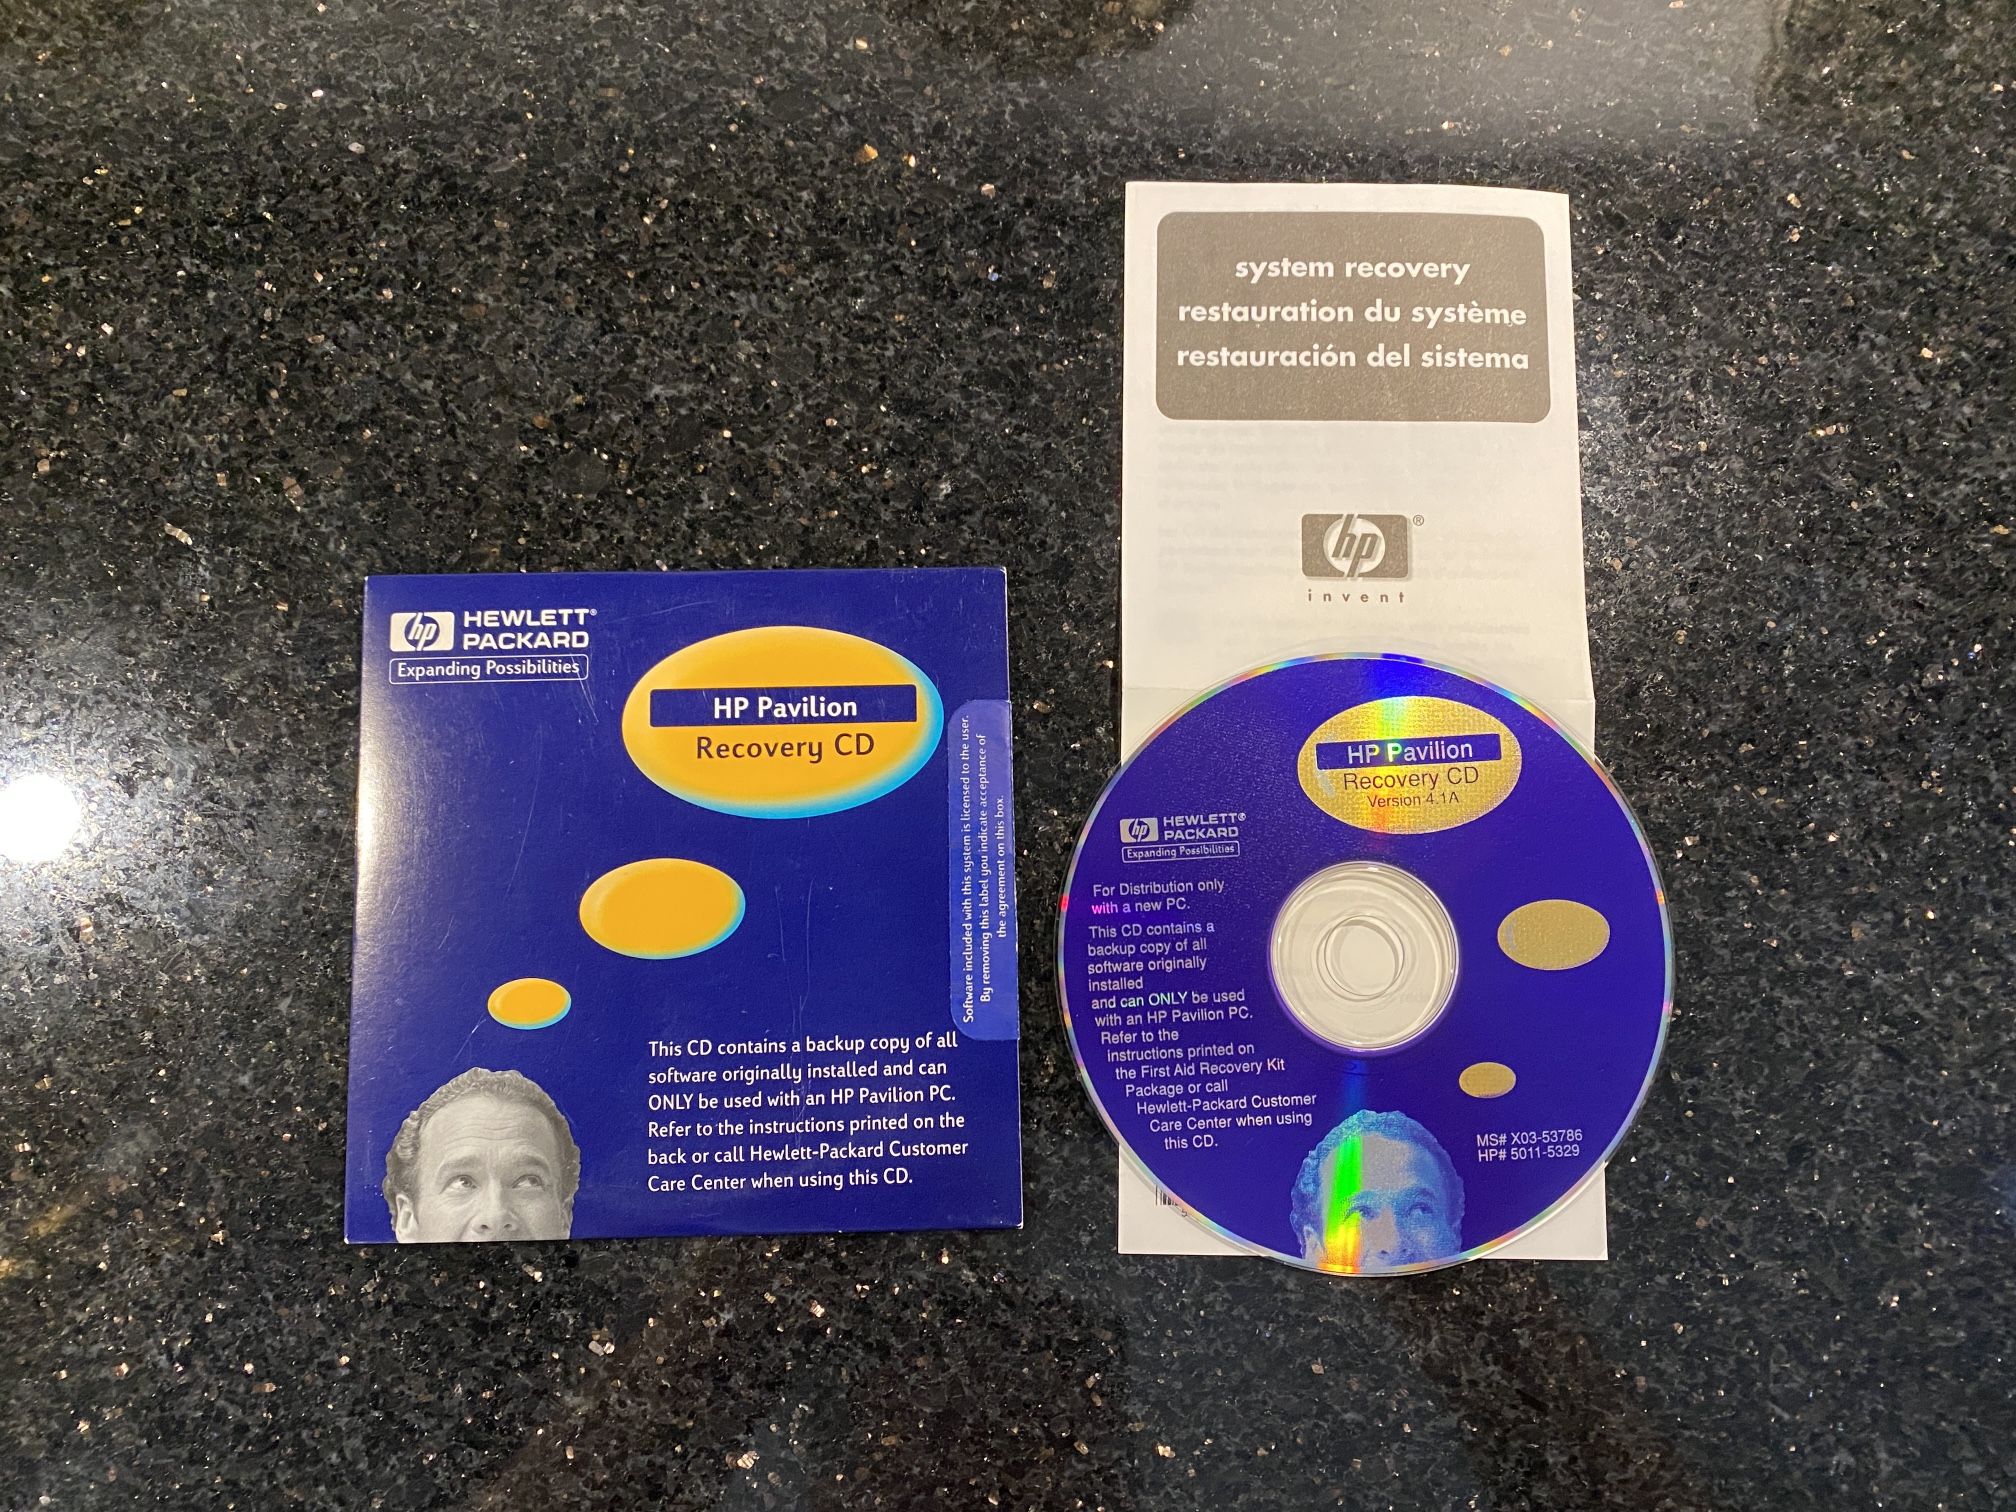 hp HEWLETT®
PACKARD
Expanding Possibilities
HP Pavilion
Recovery CD
Software included with this system is licensed to the user.
By removing this label you indicate acceptance of
the agreement on this box.
This CD contains a backup copy of all
software originally installed and can
ONLY be used with an HP Pavilion PC.
Refer to the instructions printed on the
back or call Hewlett-Packard Customer
Care Center when using this CD.
system recovery
restauration du système
restauración del sistema
hp®
invent
HP Pavilion
Recovery CD
Version 4.1A
hp HEWLETT®
PACKARD
Expanding Possibilities
For Distribution only
with a new PC.
This CD contains a
backup copy of all
software originally
installed
and can ONLY be used
with an HP Pavilion PC.
Refer to the
instructions printed on
the First Aid Recovery Kit
Package or call
Hewlett-Packard Customer
Care Center when using
this CD.
MS# X03-53786
HP# 5011-5329